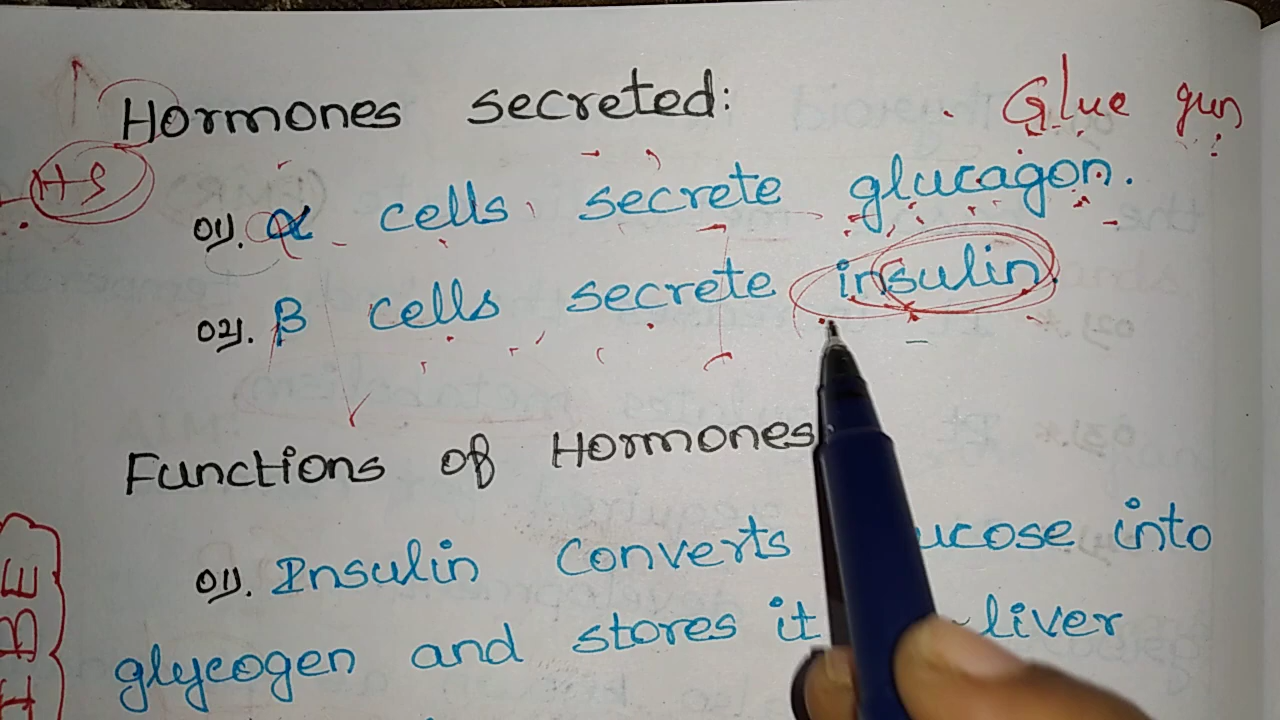 Hormones secreted:
Glue gun
HS
01). α cells secrete glucagon.
02). β cells secrete insulin.
Functions of Hormones
01). Insulin converts into
glycogen and stores it liver
IBE